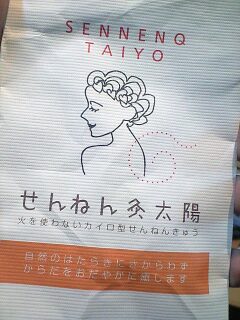 SENNENQ
TAIYO
せんねん灸太陽
火を使わないカイロ型せんねんきゅう
自然のはたらきにさからわず
からだをおだやかに温します